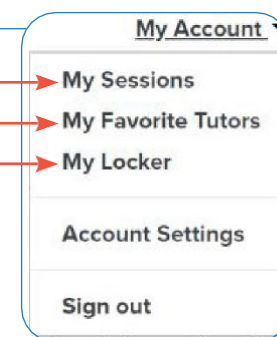 My Account
My Sessions
My Favorite Tutors
My Locker
Account Settings
Sign out